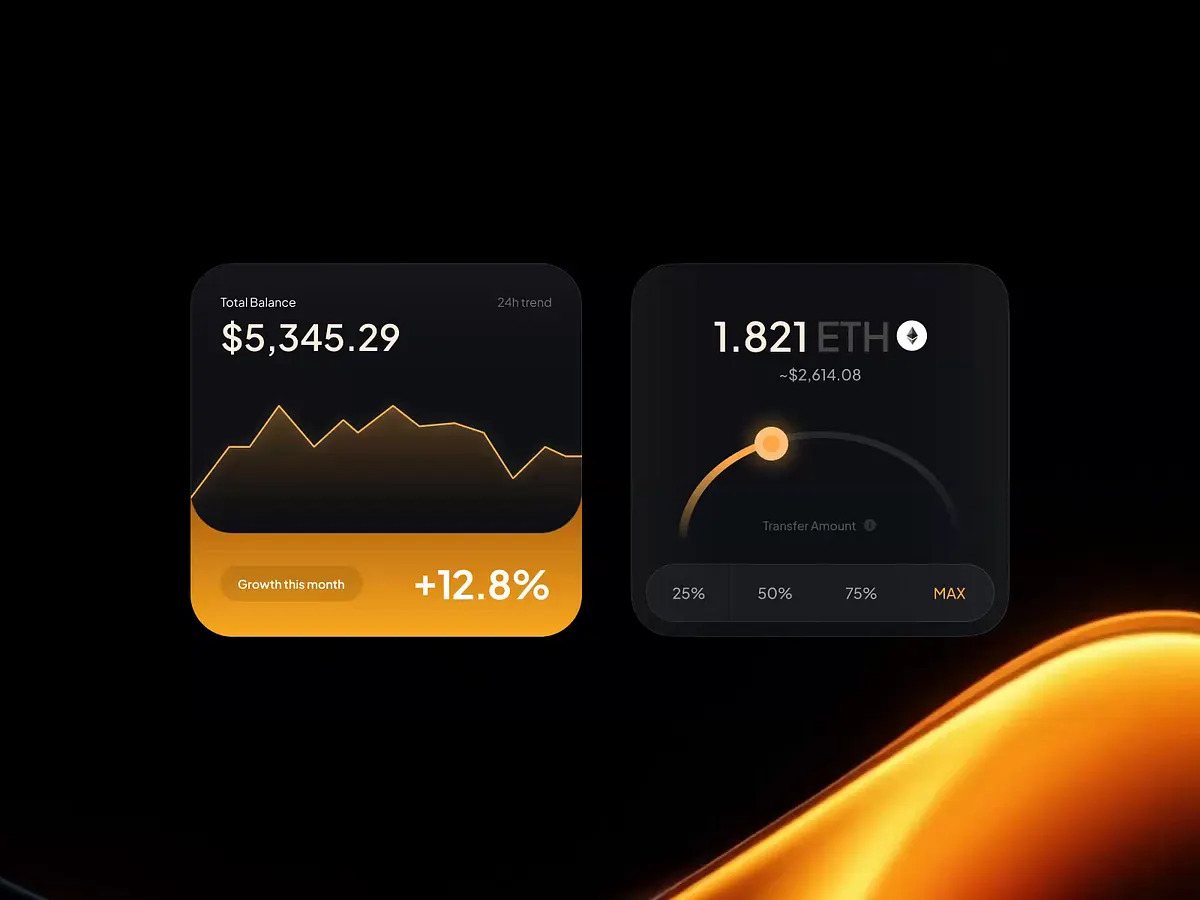 Total Balance
24h trend
$5,345.29
Growth this month
+12.8%
1.821 ETH
~$2,614.08
Transfer Amount
25%
50%
75%
MAX